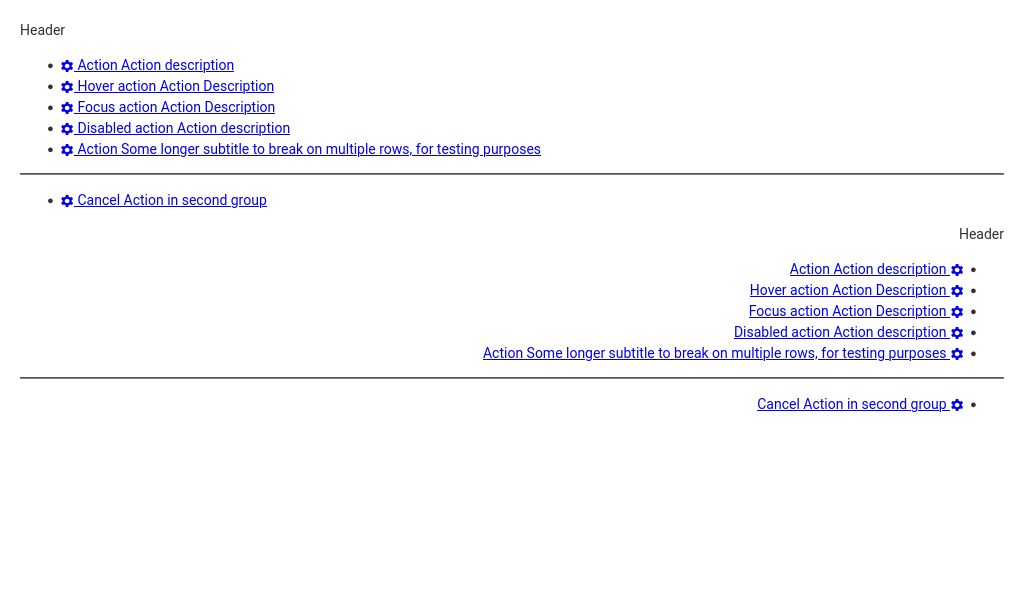 Header
Action Action description
Hover action Action Description
Focus action Action Description
Disabled action Action description
Action Some longer subtitle to break on multiple rows, for testing purposes
Cancel Action in second group
Header
Action Action description
Hover action Action Description
Focus action Action Description
Disabled action Action description
Action Some longer subtitle to break on multiple rows, for testing purposes
Cancel Action in second group